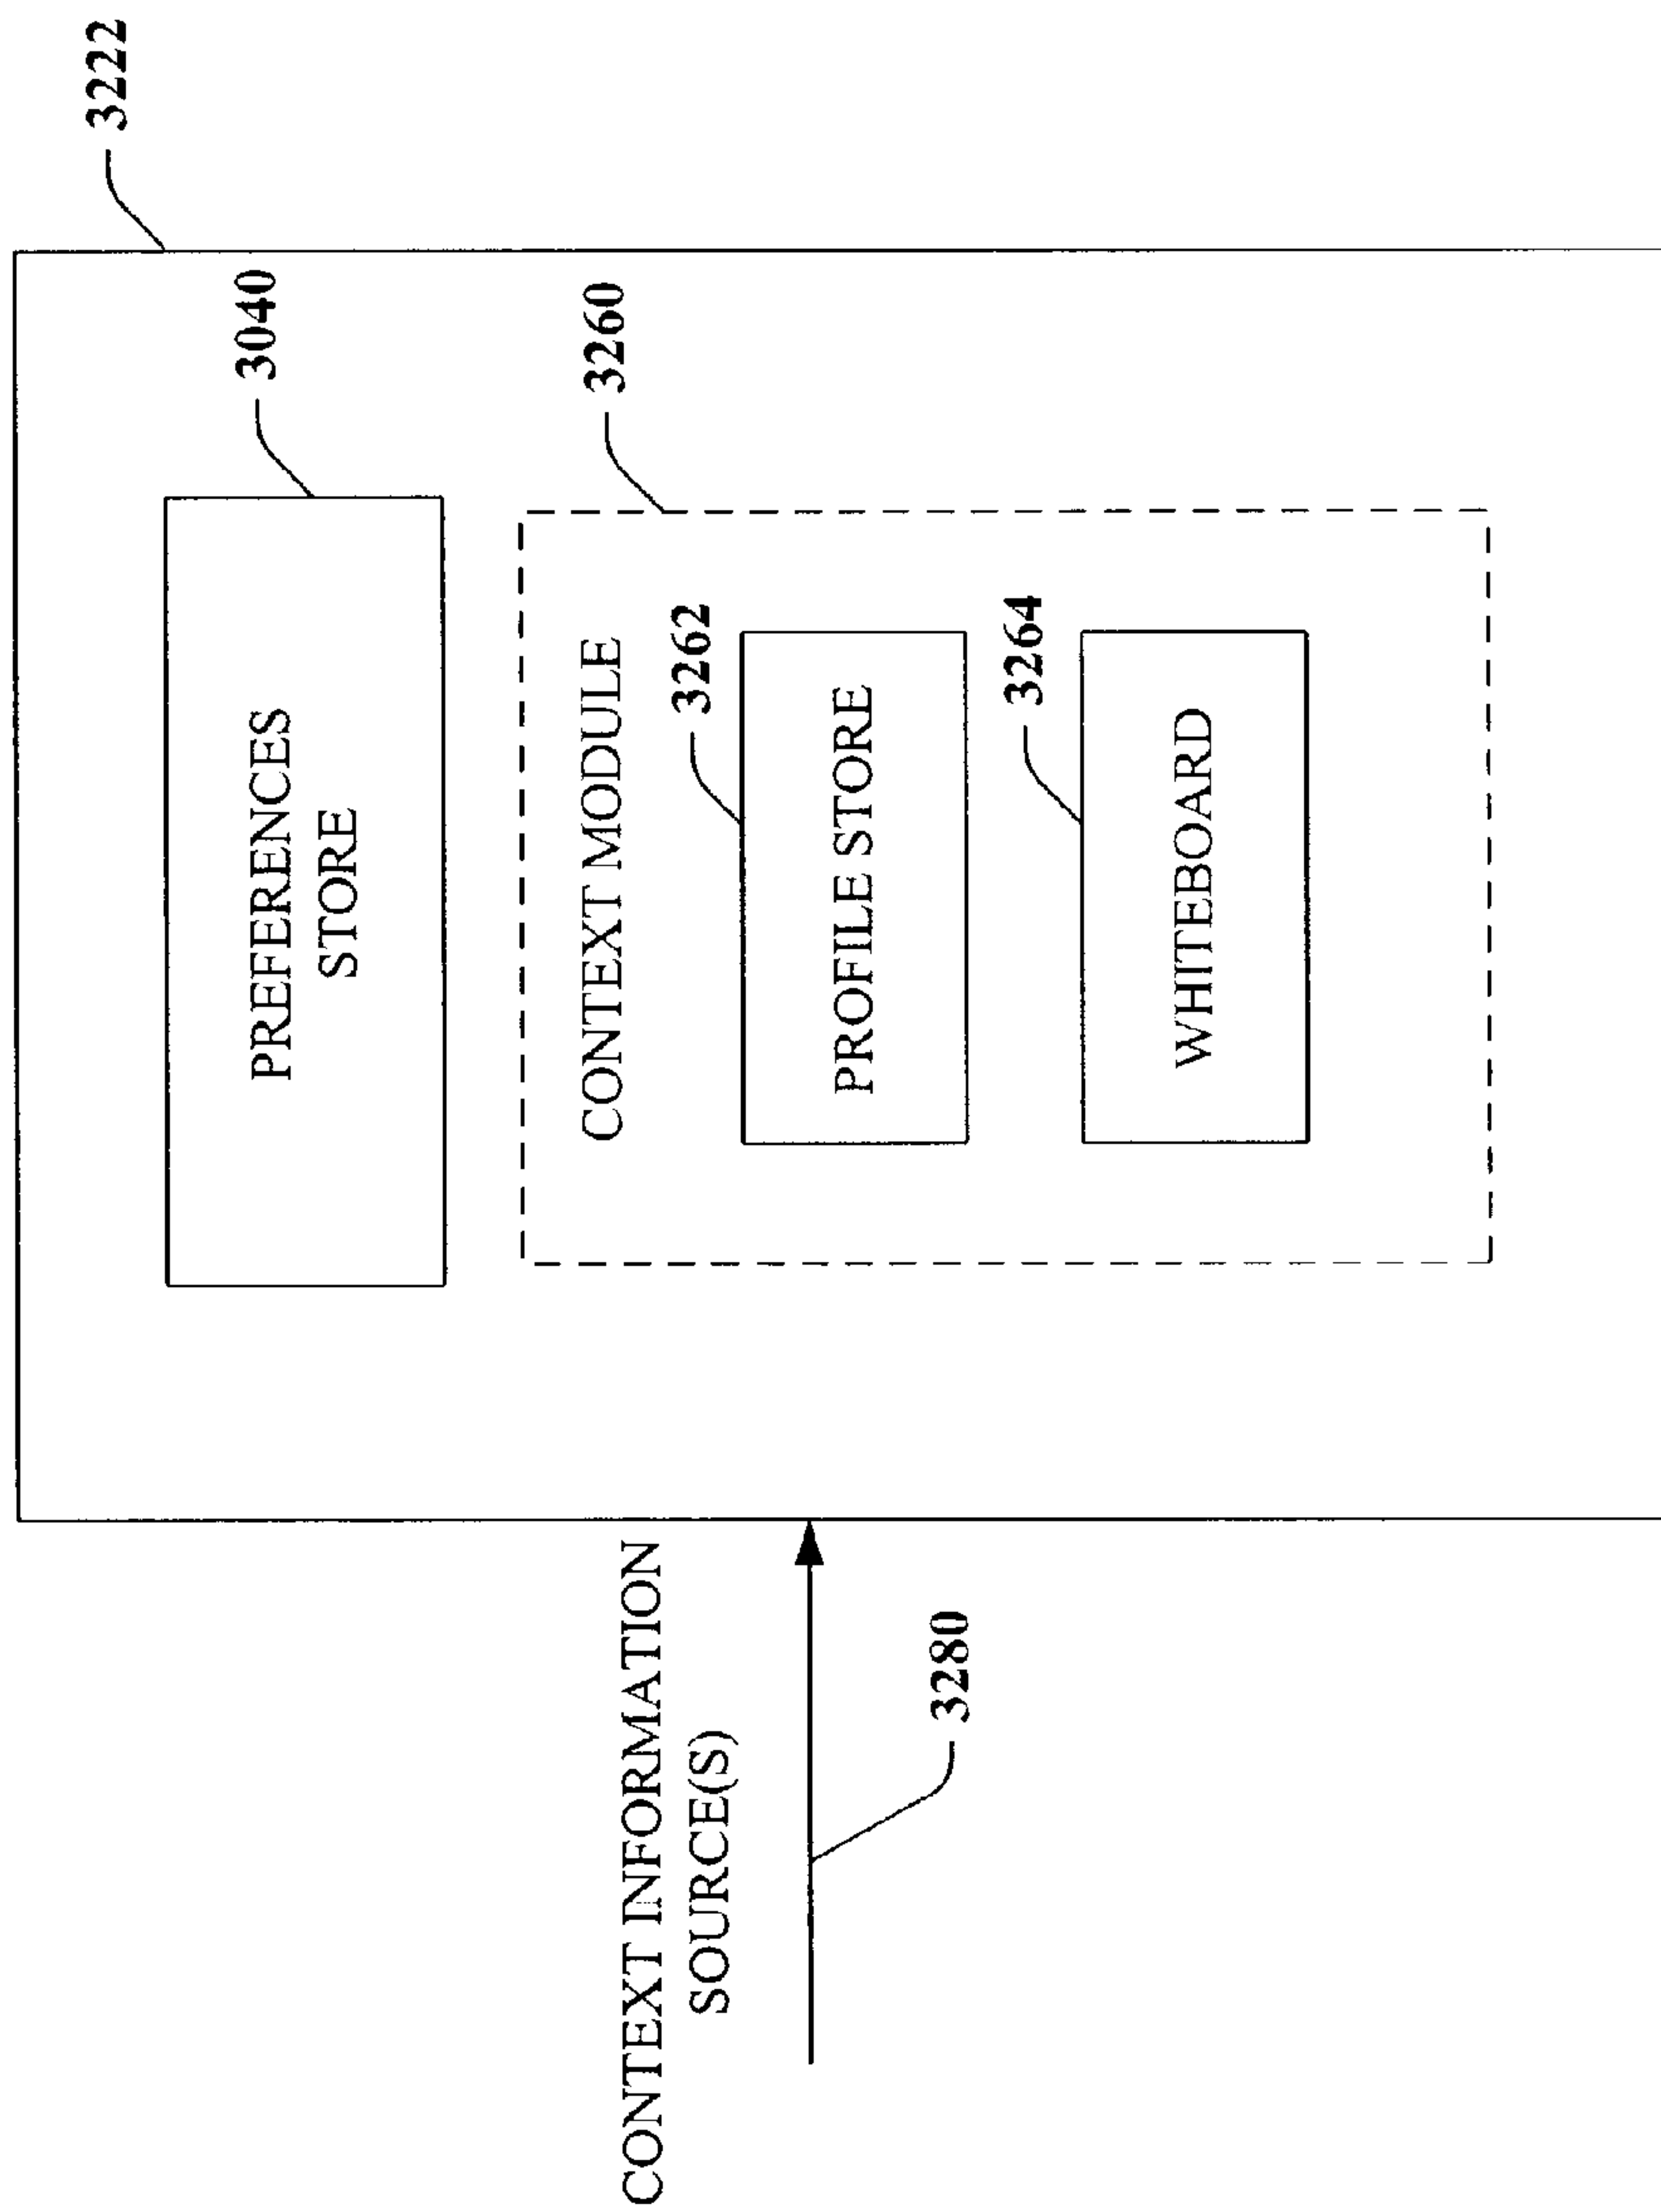 3222
3040
PREFERENCES
STORE
3260
CONTEXT MODULE
3262
PROFILE STORE
3264
WHITEBOARD
CONTEXT INFORMATION
SOURCE(S)
3280